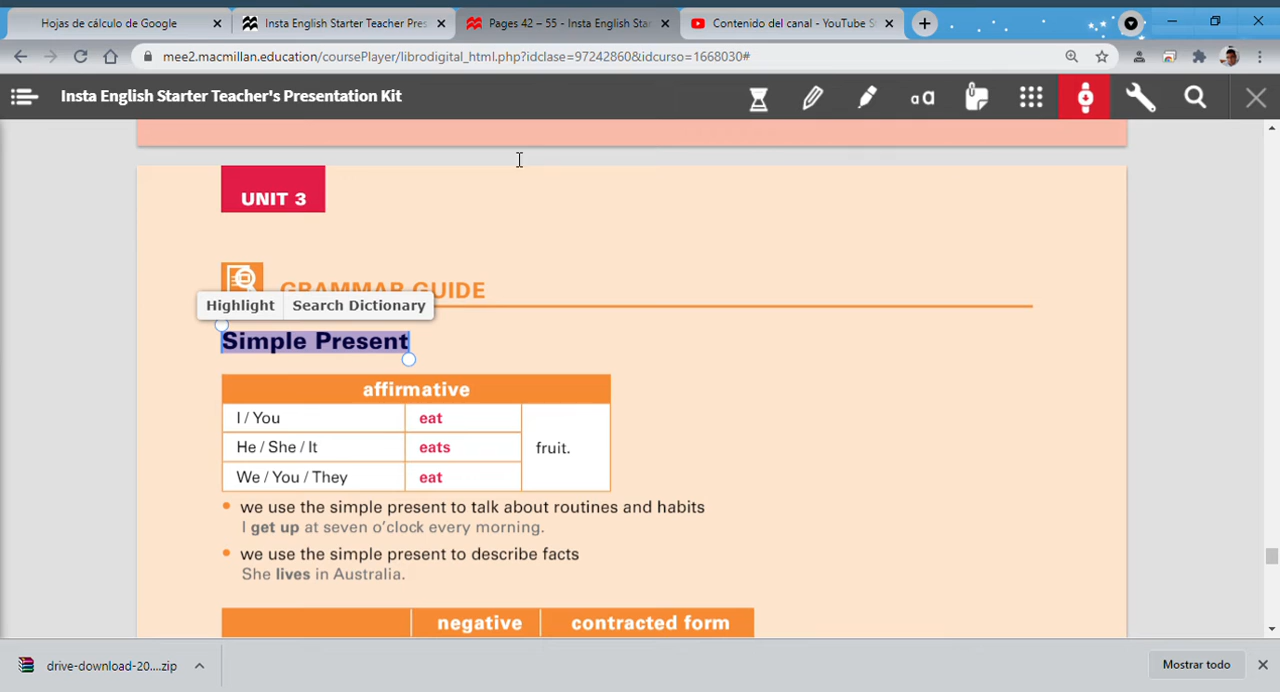 Hojas de cálculo de Google
Insta English Starter Teacher Pres
Pages 42 – 55 - Insta English Sta
Contenido del canal - YouTube S
mee2.macmillan.education/coursePlayer/librodigital_html.php?idclase=97242860&idcurso=1668030#
Insta English Starter Teacher's Presentation Kit
aa
UNIT 3
GRAMMAR GUIDE
Highlight Search Dictionary
Simple Present
affirmative
I / You eat
He / She / It eats fruit.
We / You / They eat
• we use the simple present to talk about routines and habits
I get up at seven o'clock every morning.
• we use the simple present to describe facts
She lives in Australia.
negative contracted form
drive-download-20....zip
Mostrar todo